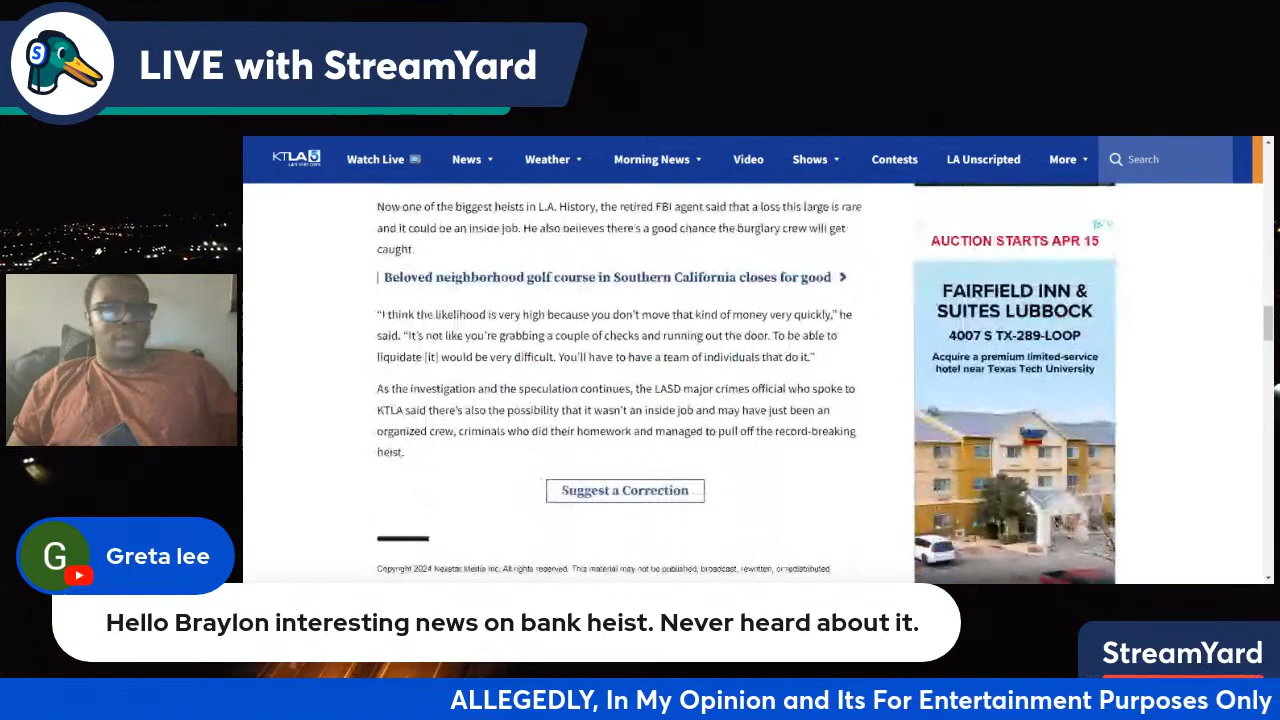 S
LIVE with StreamYard
KTLA 5
LA'S VERY OWN
Watch Live
News
Weather
Morning News
Video
Shows
Contests
LA Unscripted
More
Search
Now one of the biggest heists in L.A. History, the retired FBI agent said that a loss this large is rare
and it could be an inside job. He also believes there's a good chance the burglary crew will get
caught.
Beloved neighborhood golf course in Southern California closes for good
"I think the likelihood is very high because you don't move that kind of money very quickly," he
said. "It's not like you're grabbing a couple of checks and running out the door. To be able to
liquidate [it] would be very difficult. You'll have to have a team of individuals that do it."
As the investigation and the speculation continues, the LASD major crimes official who spoke to
KTLA said there's also the possibility that it wasn't an inside job and may have just been an
organized crew, criminals who did their homework and managed to pull off the record-breaking
heist.
Suggest a Correction
Copyright 2024 Nexstar Media Inc. All rights reserved. This material may not be published, broadcast, rewritten, or redistributed
AUCTION STARTS APR 15
FAIRFIELD INN &
SUITES LUBBOCK
4007 S TX-289-LOOP
Acquire a premium limited-service
hotel near Texas Tech University
G
Greta lee
Hello Braylon interesting news on bank heist. Never heard about it.
StreamYard
ALLEGEDLY, In My Opinion and Its For Entertainment Purposes Only